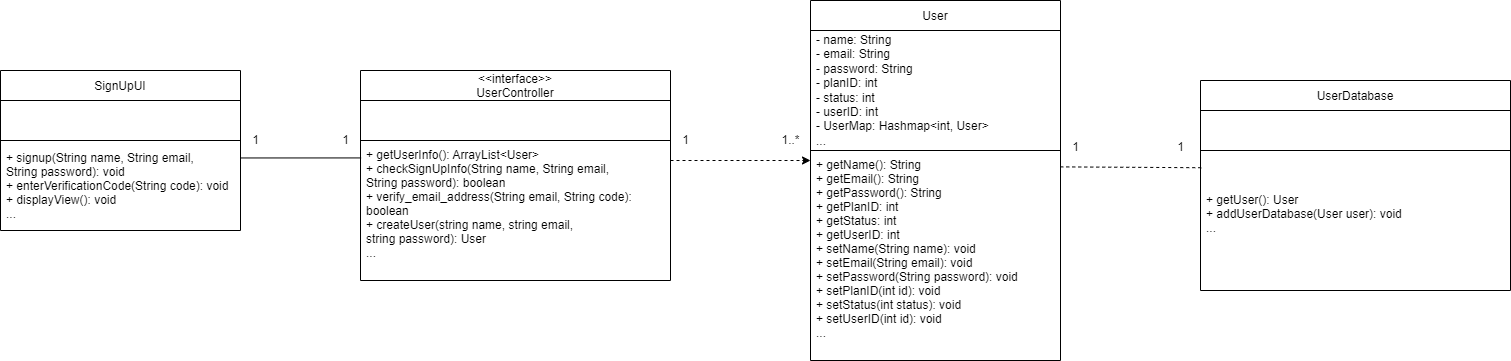 SignUpUI
+ signup(String name, String email,
String password): void
+ enterVerificationCode(String code): void
+ displayView(): void
...
1
1
<<interface>>
UserController
+ getUserInfo(): ArrayList<User>
+ checkSignUpInfo(String name, String email,
String password): boolean
+ verify_email_address(String email, String code):
boolean
+ createUser(string name, string email,
string password): User
...
1
1..*
User
- name: String
- email: String
- password: String
- planID: int
- status: int
- userID: int
- UserMap: Hashmap<int, User>
...
+ getName(): String
+ getEmail(): String
+ getPassword(): String
+ getPlanID: int
+ getStatus: int
+ getUserID: int
+ setName(String name): void
+ setEmail(String email): void
+ setPassword(String password): void
+ setPlanID(int id): void
+ setStatus(int status): void
+ setUserID(int id): void
...
1
1
UserDatabase
+ getUser(): User
+ addUserDatabase(User user): void
...